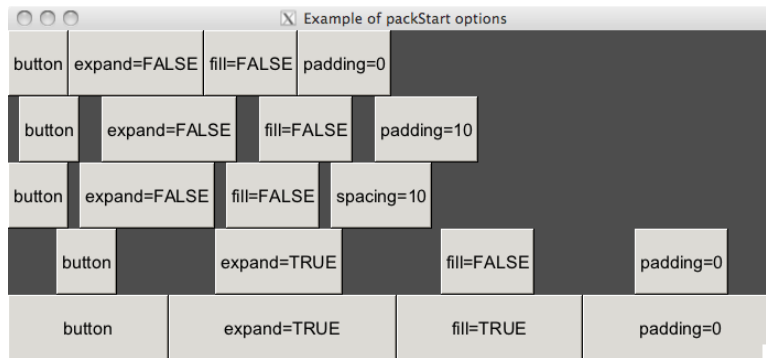 Example of packStart options
button expand=FALSE fill=FALSE padding=0
button expand=FALSE fill=FALSE padding=10
button expand=FALSE fill=FALSE spacing=10
button expand=TRUE fill=FALSE padding=0
button expand=TRUE fill=TRUE padding=0